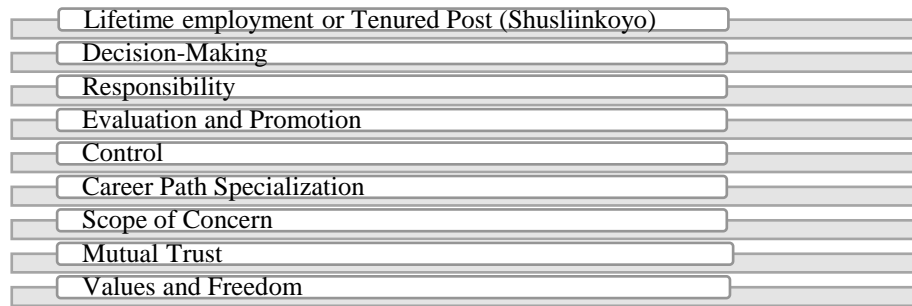 Lifetime employment or Tenured Post (Shusliinkoyo)
Decision-Making
Responsibility
Evaluation and Promotion
Control
Career Path Specialization
Scope of Concern
Mutual Trust
Values and Freedom